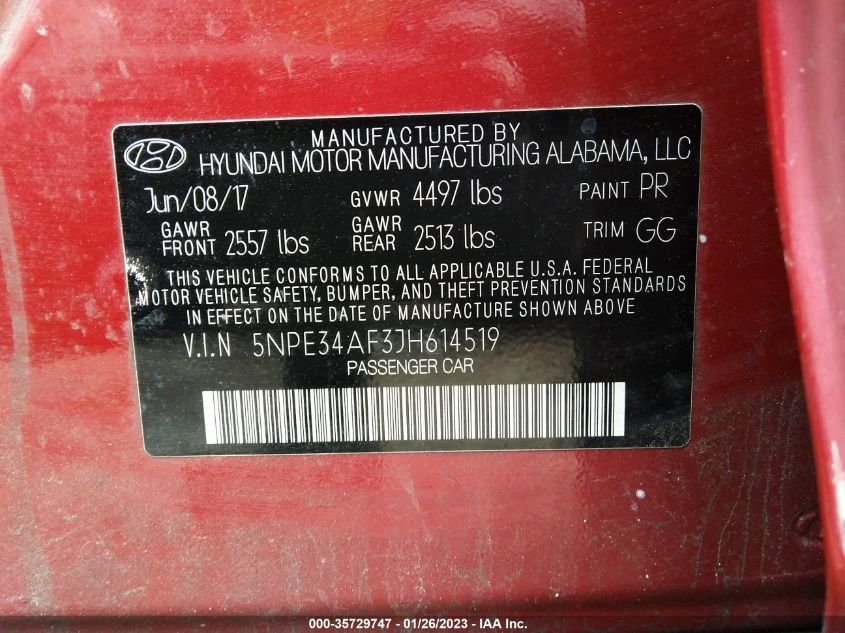 MANUFACTURED BY
HYUNDAI MOTOR MANUFACTURING ALABAMA, LLC
Jun/08/17 GVWR 4497 lbs PAINT PR
GAWR FRONT 2557 lbs GAWR REAR 2513 lbs TRIM GG
THIS VEHICLE CONFORMS TO ALL APPLICABLE U.S.A. FEDERAL
MOTOR VEHICLE SAFETY, BUMPER, AND THEFT PREVENTION STANDARDS
IN EFFECT ON THE DATE OF MANUFACTURE SHOWN ABOVE
V.I.N 5NPE34AF3JH614519
PASSENGER CAR
000-35729747 - 01/26/2023 - IAA Inc.